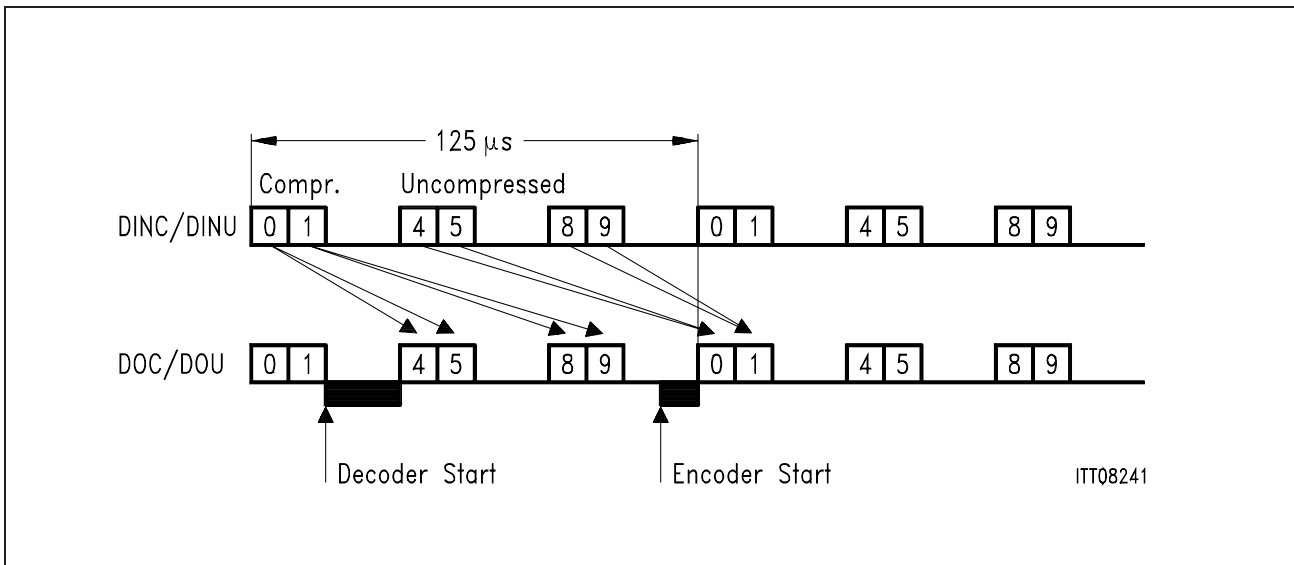 125 µs
Compr. Uncompressed
DINC/DINU 0 1 4 5 8 9 0 1 4 5 8 9
DOC/DOU 0 1 4 5 8 9 0 1 4 5 8 9
Decoder Start Encoder Start ITT08241